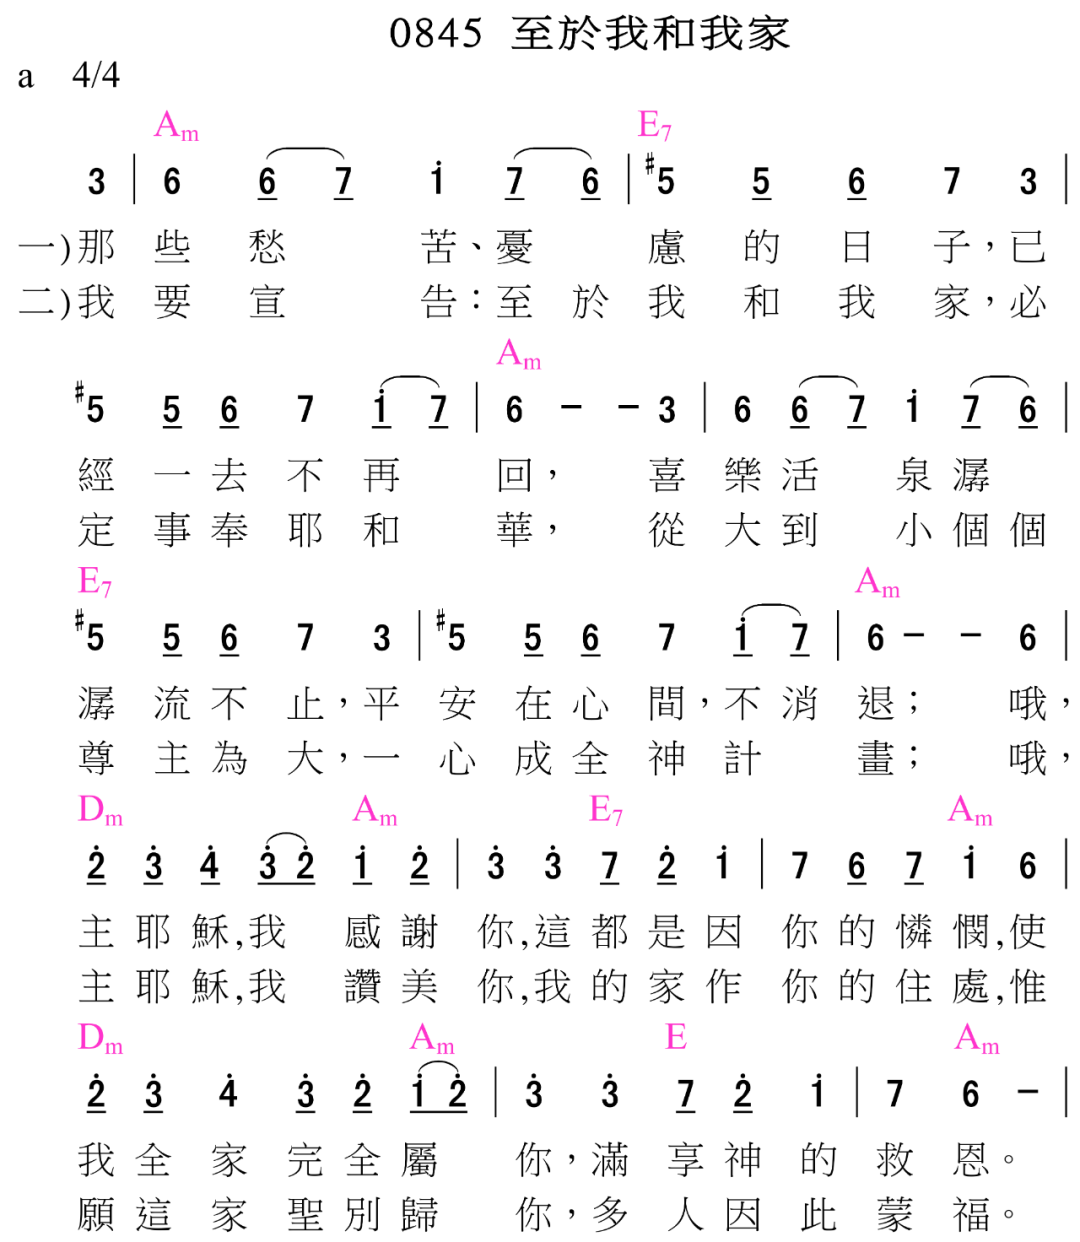 0845 至於我和我家
a 4/4
Am E7
3 | 6 6 7 i 7 6 | #5 5 6 7 3 |
一)那些愁苦、憂慮的日子，已
二)我要宣告：至於我和我家，必
Am
#5 5 6 7 i 7 | 6 – – 3 | 6 6 7 i 7 6 |
經一去不再回，喜樂活泉潺
定事奉耶和華，從大到小個個
E7 Am
#5 5 6 7 3 | #5 5 6 7 i 7 | 6 – – 6 |
潺流不止，平安在心間，不消退；哦，
尊主為大，一心成全神計畫；哦，
Dm Am E7 Am
2̇ 3̇ 4̇ 3̇ 2̇ i 2̇ | 3̇ 3̇ 7 2̇ i | 7 6 7 i 6 |
主耶穌,我感謝你,這都是因你的憐憫,使
主耶穌,我讚美你,我的家作你的住處,惟
Dm Am E Am
2̇ 3̇ 4̇ 3̇ 2̇ i 2̇ | 3̇ 3̇ 7 2̇ i | 7 6 – |
我全家完全屬你，滿享神的救恩。
願這家聖別歸你，多人因此蒙福。